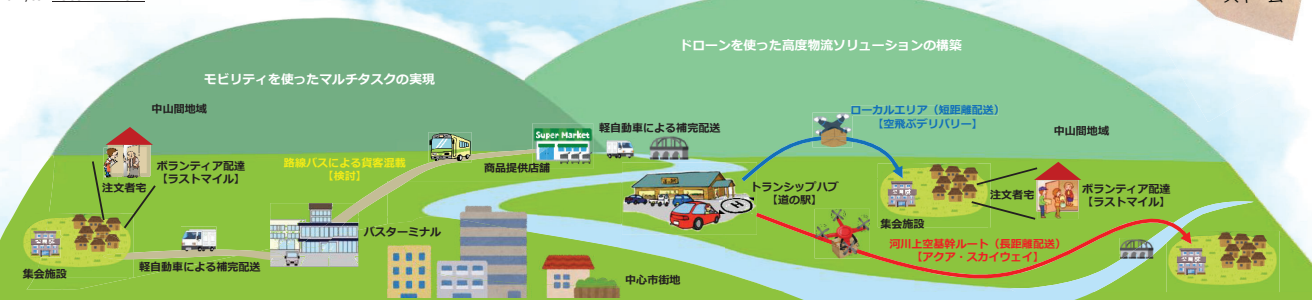 ドローンを使った高度物流ソリューションの構築
モビリティを使ったマルチタスクの実現
中山間地域
ボランティア配達
【ラストマイル】
注文者宅
集会施設
軽自動車による補完配送
路線バスによる貨客混載
【検討】
バスターミナル
Super Market
商品提供店舗
軽自動車による補完配送
中心市街地
トランシップハブ
【道の駅】
H
ローカルエリア（短距離配送）
【空飛ぶデリバリー】
中山間地域
集会施設
注文者宅
ボランティア配達
【ラストマイル】
河川上空基幹ルート（長距離配送）
【アクア・スカイウェイ】